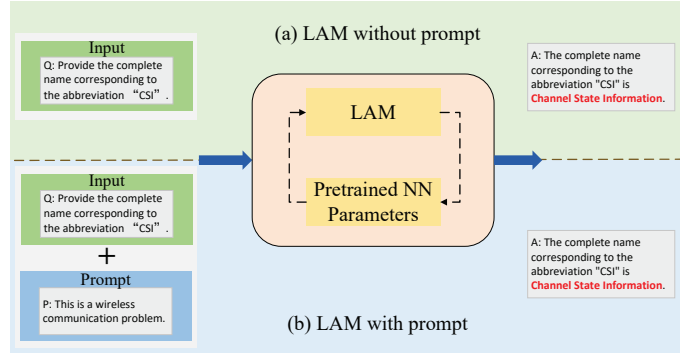 (a) LAM without prompt
Input
Q: Provide the complete
name corresponding to
the abbreviation “CSI”.
A: The complete name
corresponding to the
abbreviation "CSI" is
Channel State Information.
LAM
Pretrained NN
Parameters
Input
Q: Provide the complete
name corresponding to
the abbreviation “CSI”.
+
Prompt
P: This is a wireless
communication problem.
A: The complete name
corresponding to the
abbreviation "CSI" is
Channel State Information.
(b) LAM with prompt